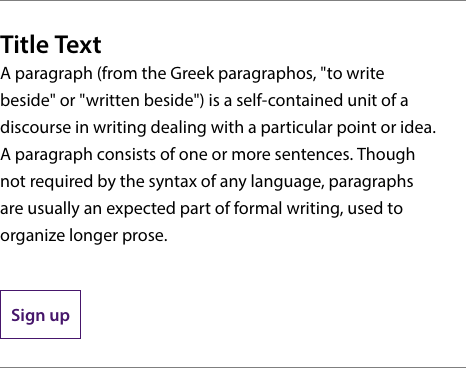 Title Text
A paragraph (from the Greek paragraphos, "to write
beside" or "written beside") is a self-contained unit of a
discourse in writing dealing with a particular point or idea.
A paragraph consists of one or more sentences. Though
not required by the syntax of any language, paragraphs
are usually an expected part of formal writing, used to
organize longer prose.
Sign up